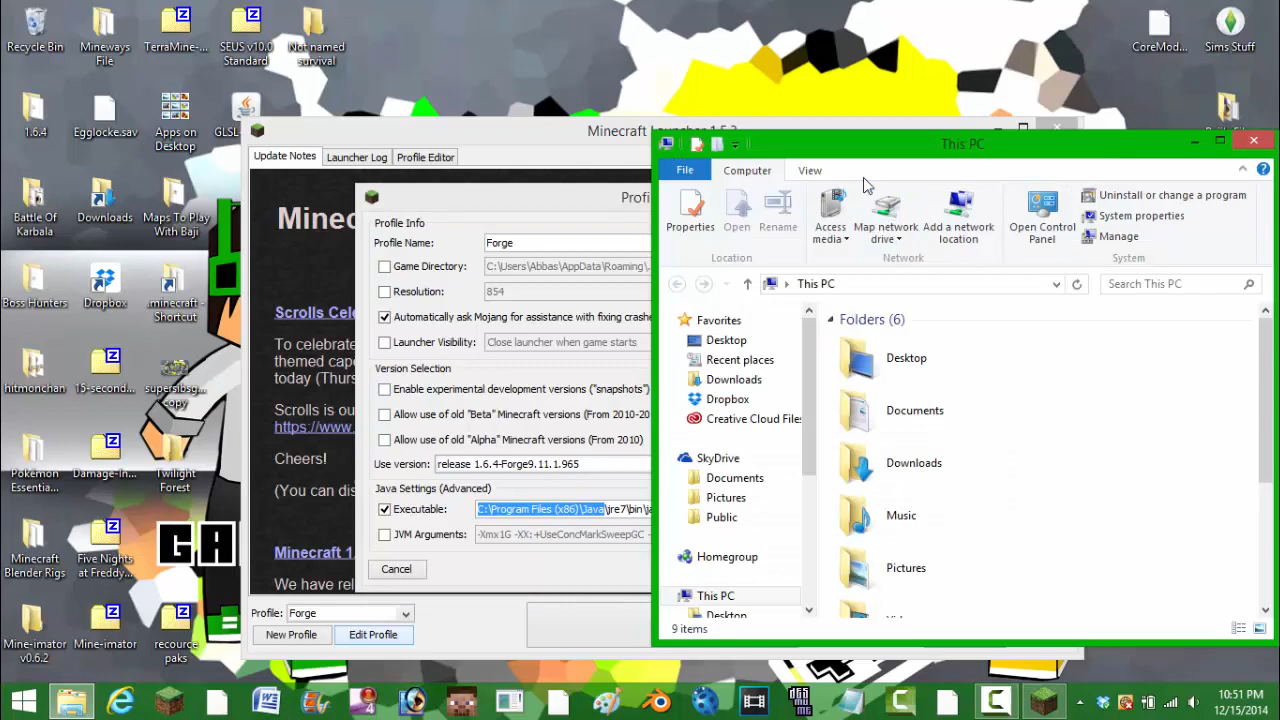 Recycle Bin
Mineways File
TerraMine-...
SEUS v10.0 Standard
Not named survival
CoreMod...
Sims Stuff
1.6.4
Egglocke.sav
Apps on Desktop
Battle Of Karbala
Downloads
Maps To Play With Baji
Boss Hunters
Dropbox
.minecraft - Shortcut
hitmonchan
15-second...
supersibsg... copy
Pokemon Essentia...
Damage-In...
Twilight Forest
Minecraft Blender Rigs
Five Nights at Freddy...
GA
Mine-imator v0.6.2
Mine-imator
recource paks
Minecraft Launcher 1.5.3
Update Notes
Launcher Log
Profile Editor
Minec
Scrolls Cele
To celebrate
themed cape
today (Thurs
Scrolls is ou
https://www.
Cheers!
(You can dis
Minecraft 1.
We have rel
Profile: Forge
New Profile
Edit Profile
Profi
Profile Info
Profile Name: Forge
Game Directory: C:\Users\Abbas\AppData\Roaming\.
Resolution: 854
Automatically ask Mojang for assistance with fixing crashe
Launcher Visibility: Close launcher when game starts
Version Selection
Enable experimental development versions ("snapshots")
Allow use of old "Beta" Minecraft versions (From 2010-20
Allow use of old "Alpha" Minecraft versions (From 2010)
Use version: release 1.6.4-Forge9.11.1.965
Java Settings (Advanced)
Executable: C:\Program Files (x86)\Java\jre7\bin\ja
JVM Arguments: -Xmx1G -XX:+UseConcMarkSweepGC -
Cancel
This PC
File
Computer
View
Properties
Open
Rename
Access media
Map network drive
Add a network location
Open Control Panel
Uninstall or change a program
System properties
Manage
Location
Network
System
This PC
Search This PC
Favorites
Desktop
Recent places
Downloads
Dropbox
Creative Cloud Files
SkyDrive
Documents
Pictures
Public
Homegroup
This PC
Desktop
Folders (6)
Desktop
Documents
Downloads
Music
Pictures
9 items
10:51 PM
12/15/2014